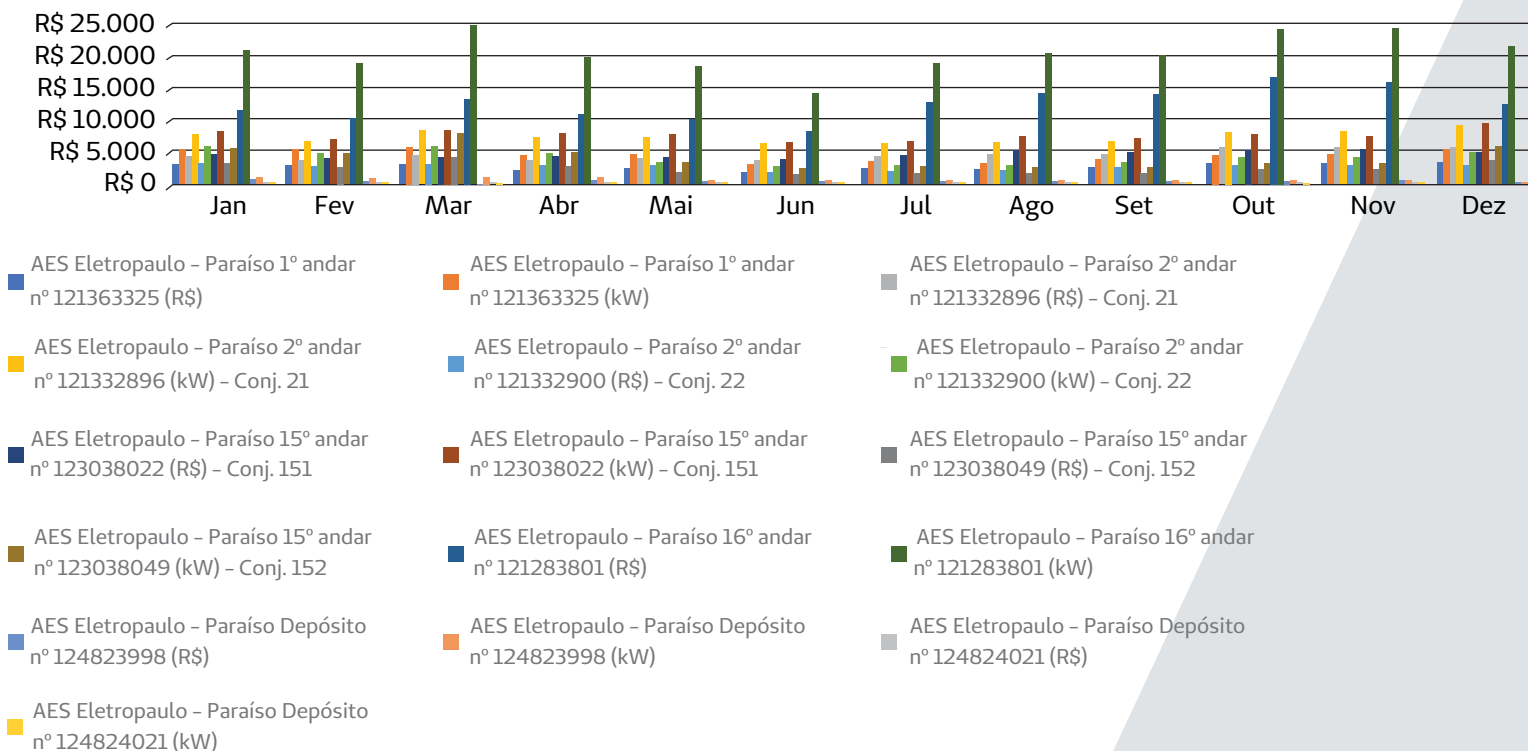 R$ 25.000
R$ 20.000
R$ 15.000
R$ 10.000
R$ 5.000
R$ 0
Jan Fev Mar Abr Mai Jun Jul Ago Set Out Nov Dez
AES Eletropaulo – Paraíso 1º andar
nº 121363325 (R$)
AES Eletropaulo – Paraíso 1º andar
nº 121363325 (kW)
AES Eletropaulo – Paraíso 2º andar
nº 121332896 (R$) – Conj. 21
AES Eletropaulo – Paraíso 2º andar
nº 121332896 (kW) – Conj. 21
AES Eletropaulo – Paraíso 2º andar
nº 121332900 (R$) – Conj. 22
AES Eletropaulo – Paraíso 2º andar
nº 121332900 (kW) – Conj. 22
AES Eletropaulo – Paraíso 15º andar
nº 123038022 (R$) – Conj. 151
AES Eletropaulo – Paraíso 15º andar
nº 123038022 (kW) – Conj. 151
AES Eletropaulo – Paraíso 15º andar
nº 123038049 (R$) – Conj. 152
AES Eletropaulo – Paraíso 15º andar
nº 123038049 (kW) – Conj. 152
AES Eletropaulo – Paraíso 16º andar
nº 121283801 (R$)
AES Eletropaulo – Paraíso 16º andar
nº 121283801 (kW)
AES Eletropaulo – Paraíso Depósito
nº 124823998 (R$)
AES Eletropaulo – Paraíso Depósito
nº 124823998 (kW)
AES Eletropaulo – Paraíso Depósito
nº 124824021 (R$)
AES Eletropaulo – Paraíso Depósito
nº 124824021 (kW)